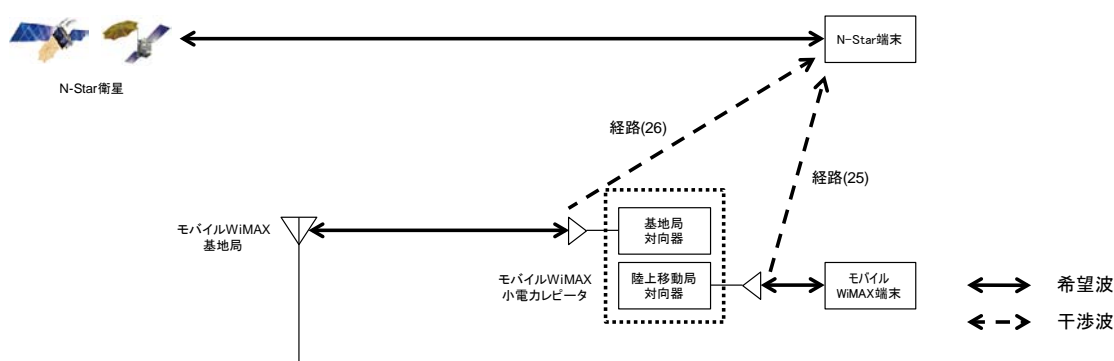 N-Star端末
N-Star衛星
経路(26)
経路(25)
モバイルWiMAX
基地局
基地局
対向器
モバイルWiMAX
小電力レピータ
陸上移動局
対向器
モバイル
WiMAX端末
希望波
干渉波